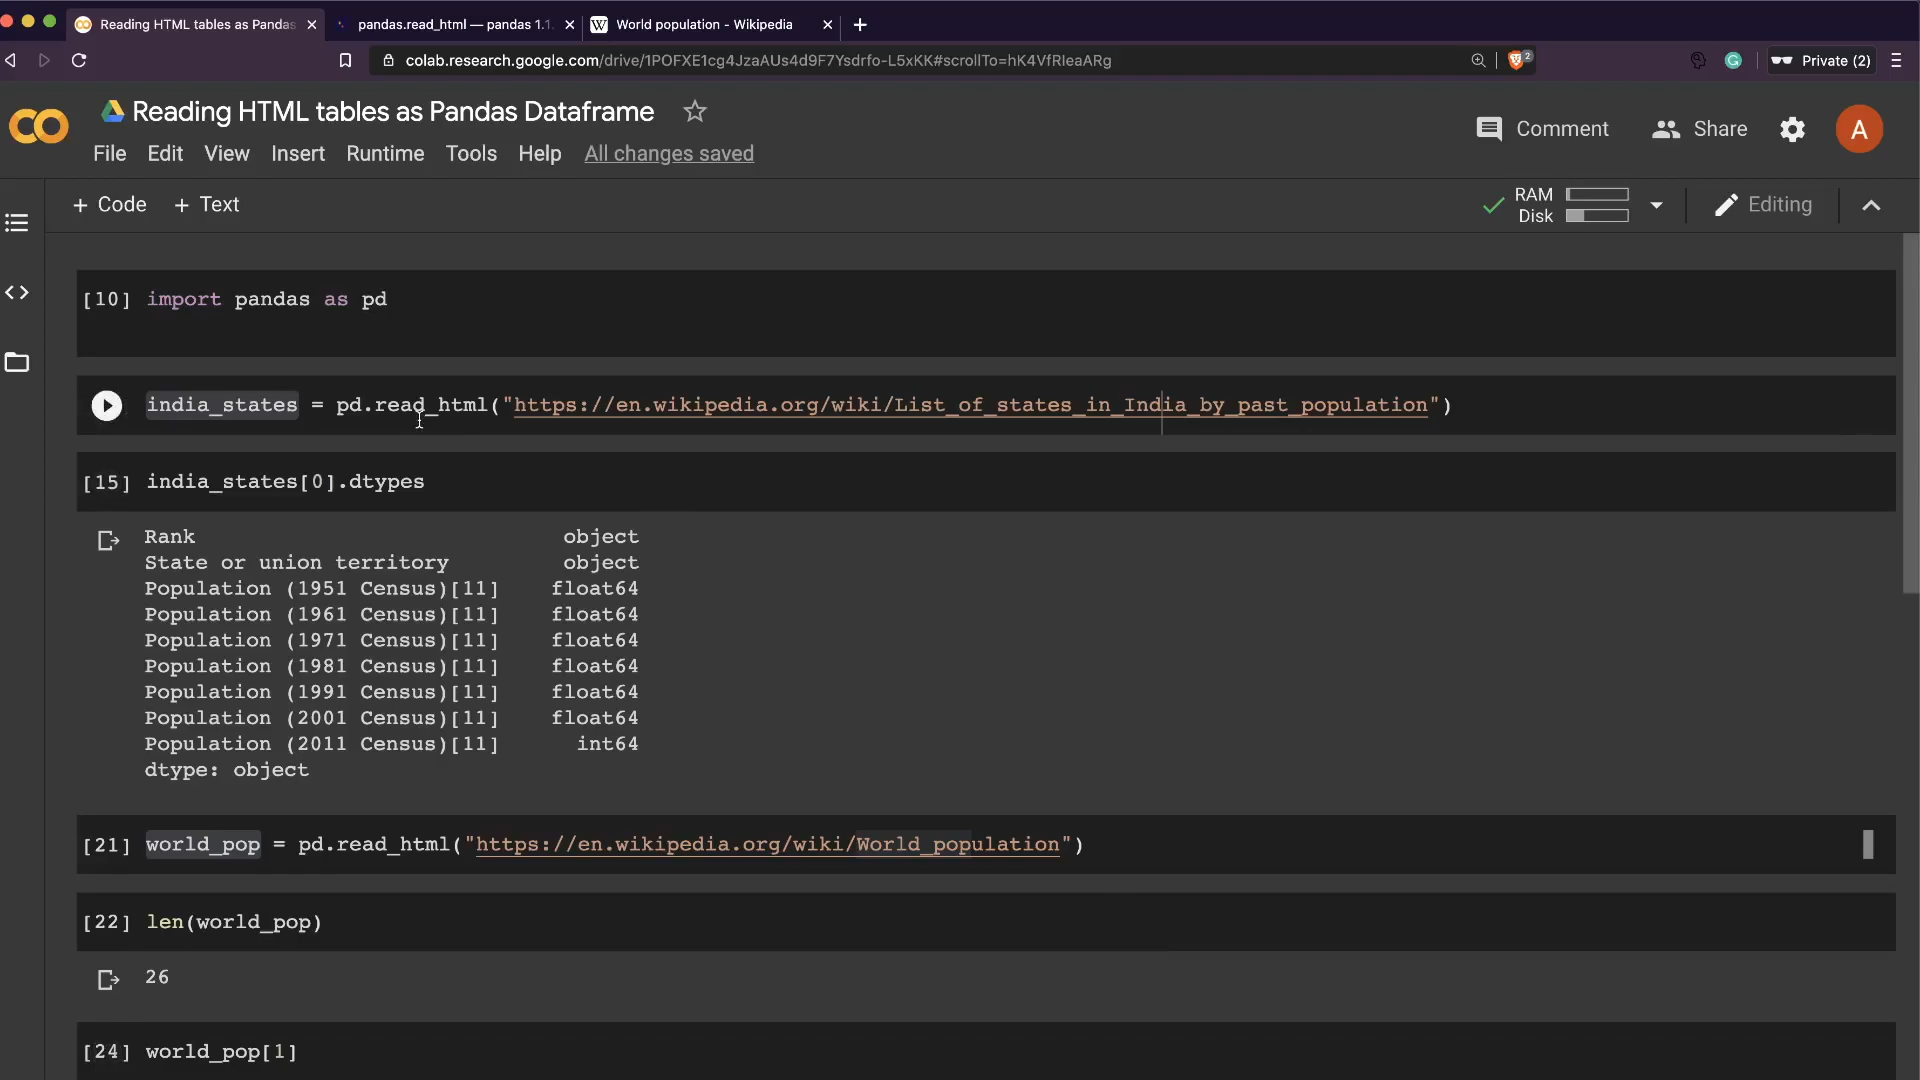 Reading HTML tables as Pandas
pandas.read_html — pandas 1.1.
World population - Wikipedia
colab.research.google.com/drive/1POFXE1cg4JzaAUs4d9F7Ysdrfo-L5xKK#scrollTo=hK4VfRIeaARg
2
Private (2)
Reading HTML tables as Pandas Dataframe
Comment
Share
A
File Edit View Insert Runtime Tools Help All changes saved
+ Code + Text
RAM
Disk
Editing
[10] import pandas as pd
india_states = pd.read_html("https://en.wikipedia.org/wiki/List_of_states_in_India_by_past_population")
[15] india_states[0].dtypes
Rank object
State or union territory object
Population (1951 Census)[11] float64
Population (1961 Census)[11] float64
Population (1971 Census)[11] float64
Population (1981 Census)[11] float64
Population (1991 Census)[11] float64
Population (2001 Census)[11] float64
Population (2011 Census)[11] int64
dtype: object
[21] world_pop = pd.read_html("https://en.wikipedia.org/wiki/World_population")
[22] len(world_pop)
26
[24] world_pop[1]